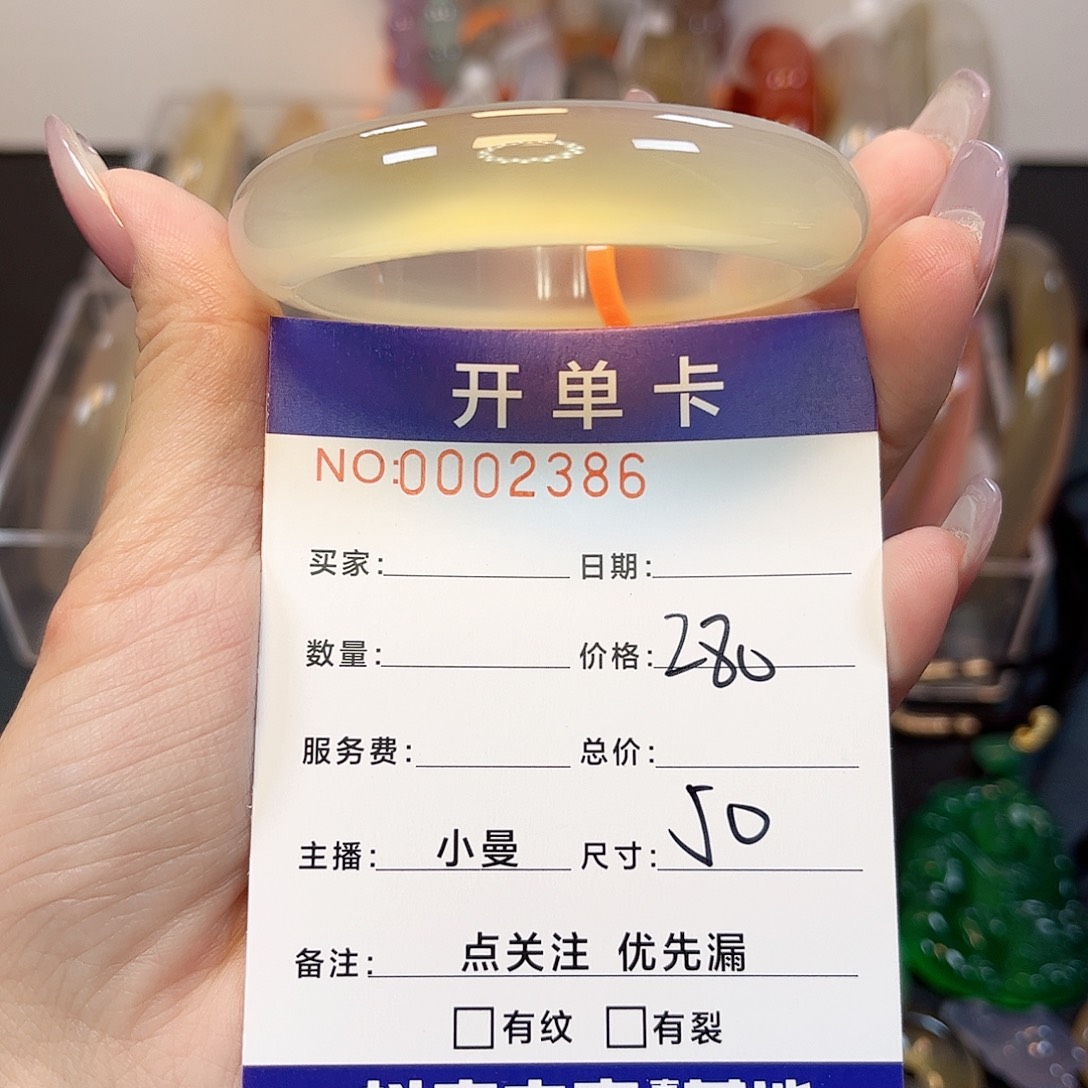 开单卡
NO:0002386
买家: 日期:
数量: 价格: 280
服务费: 总价:
主播: 小曼 尺寸: 50
备注: 点关注 优先漏
□有纹 □有裂